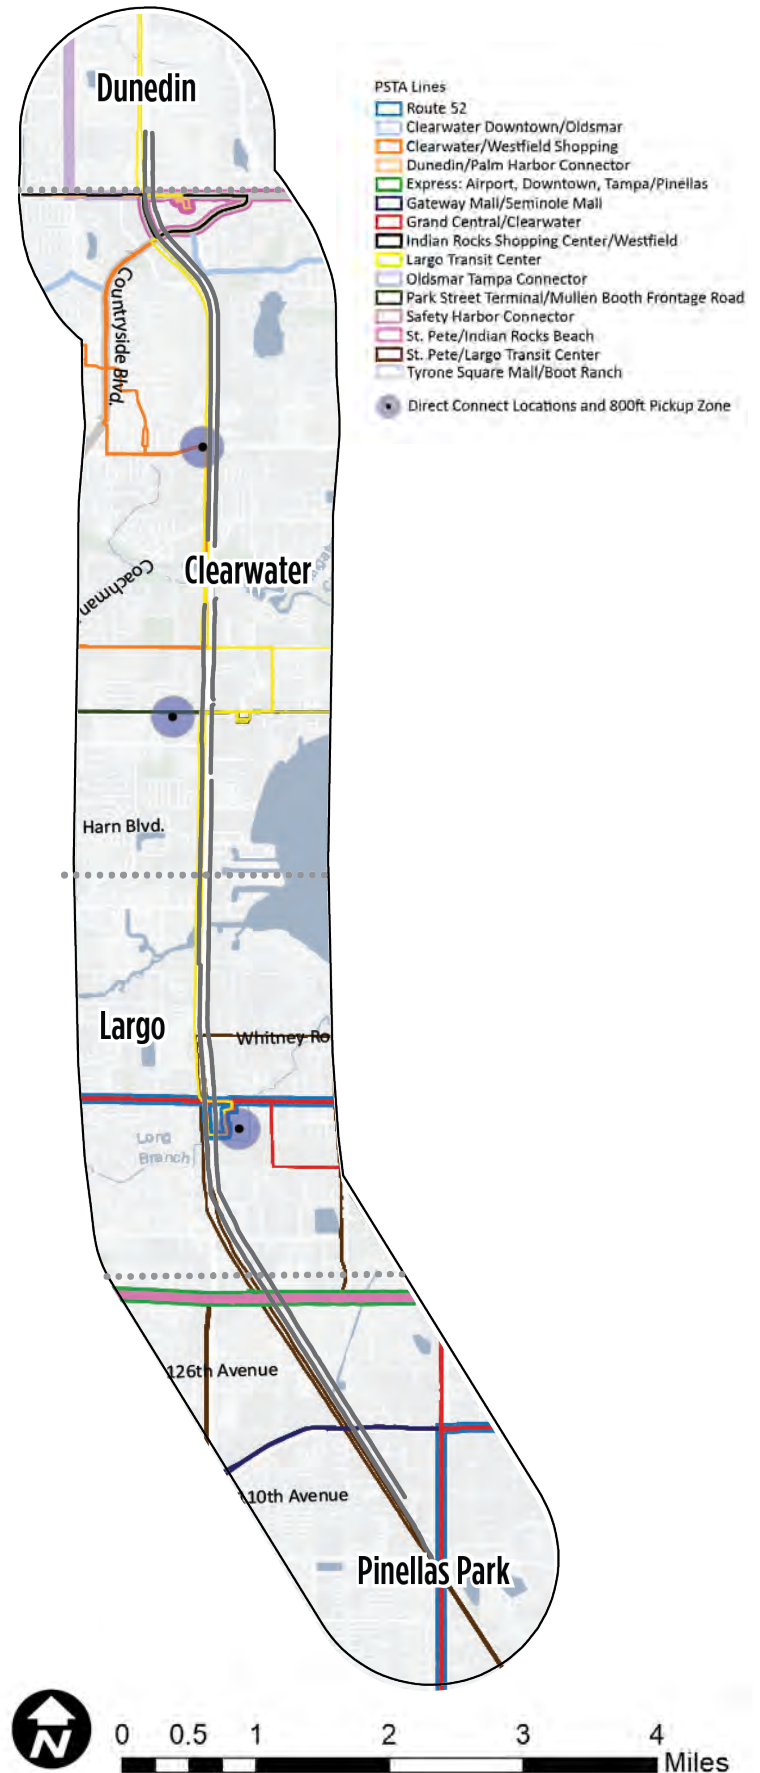 Dunedin
PSTA Lines
Route 52
Clearwater Downtown/Oldsmar
Clearwater/Westfield Shopping
Dunedin/Palm Harbor Connector
Express: Airport, Downtown, Tampa/Pinellas
Gateway Mall/Seminole Mall
Grand Central/Clearwater
Indian Rocks Shopping Center/Westfield
Largo Transit Center
Oldsmar Tampa Connector
Park Street Terminal/Mullen Booth Frontage Road
Safety Harbor Connector
St. Pete/Indian Rocks Beach
St. Pete/Largo Transit Center
Tyrone Square Mall/Boot Ranch
Direct Connect Locations and 800ft Pickup Zone
Countryside Blvd.
Clearwater
Coachman
Harn Blvd.
Largo
Whitney Ro
Long
Branch
126th Avenue
110th Avenue
Pinellas Park
N
0 0.5 1 2 3 4
Miles